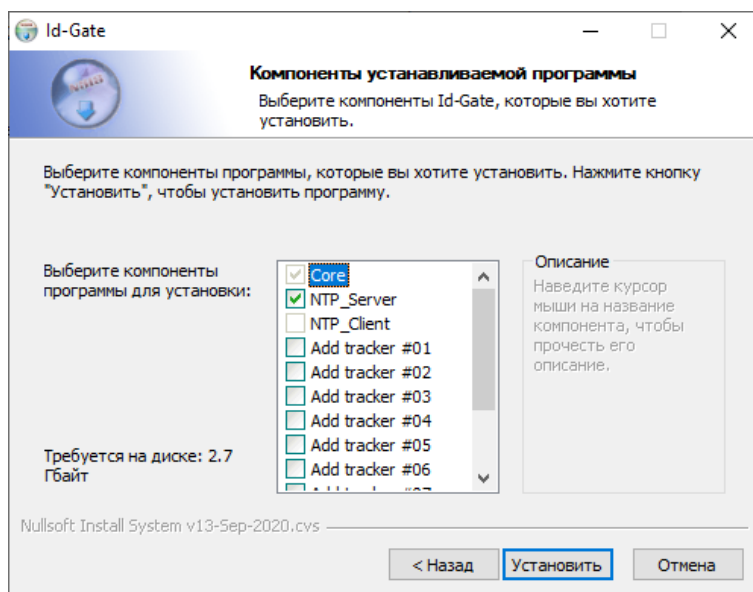 Id-Gate
Компоненты устанавливаемой программы
Выберите компоненты Id-Gate, которые вы хотите
установить.
Выберите компоненты программы, которые вы хотите установить. Нажмите кнопку
"Установить", чтобы установить программу.
Выберите компоненты
программы для установки:
Core
NTP_Server
NTP_Client
Add tracker #01
Add tracker #02
Add tracker #03
Add tracker #04
Add tracker #05
Add tracker #06
Описание
Наведите курсор
мыши на название
компонента, чтобы
прочесть его
описание.
Требуется на диске: 2.7
Гбайт
Nullsoft Install System v13-Sep-2020.cvs
< Назад
Установить
Отмена